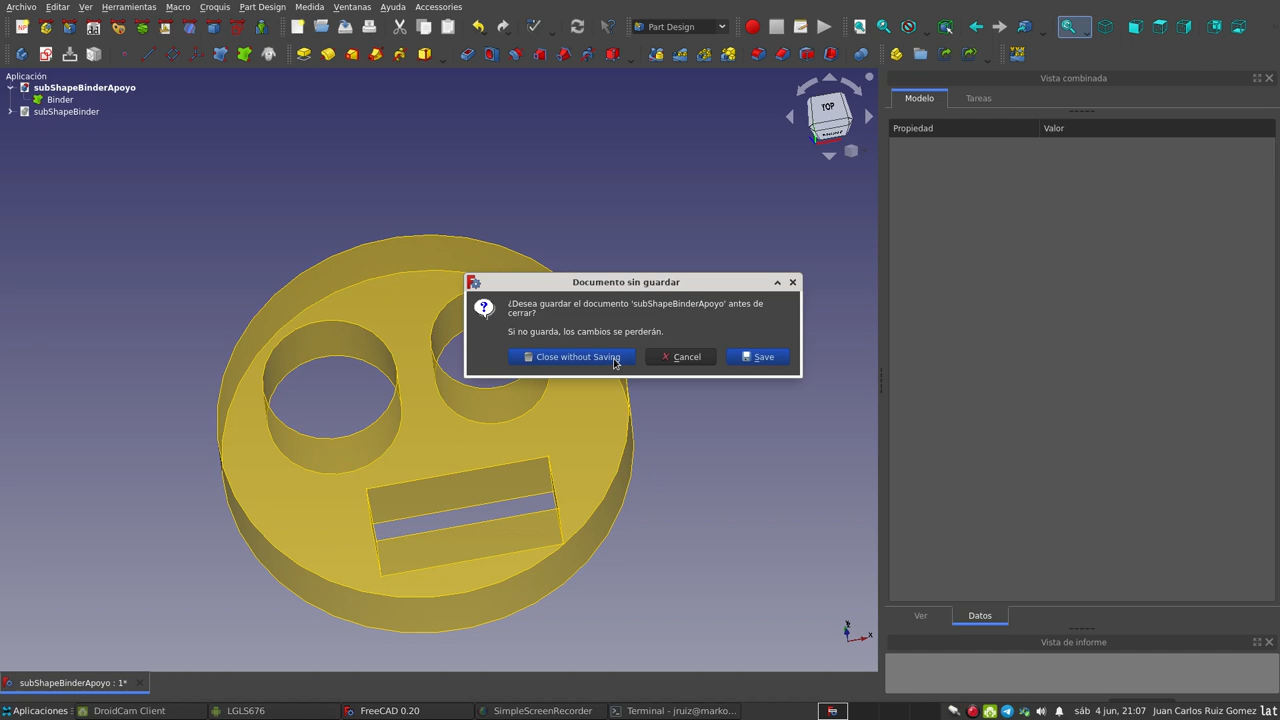 Archivo Editar Ver Herramientas Macro Croquis Part Design Medida Ventanas Ayuda Accessories
Part Design
Aplicación
subShapeBinderApoyo
Binder
subShapeBinder
TOP
Vista combinada
Modelo Tareas
Propiedad Valor
Documento sin guardar
¿Desea guardar el documento 'subShapeBinderApoyo' antes de
cerrar?
Si no guarda, los cambios se perderán.
Close without Saving Cancel Save
Ver Datos
Vista de informe
Y
X
subShapeBinderApoyo : 1*
Aplicaciones DroidCam Client LGLS676 FreeCAD 0.20 SimpleScreenRecorder Terminal - jruiz@marko... sáb 4 jun, 21:07 Juan Carlos Ruiz Gomez lat